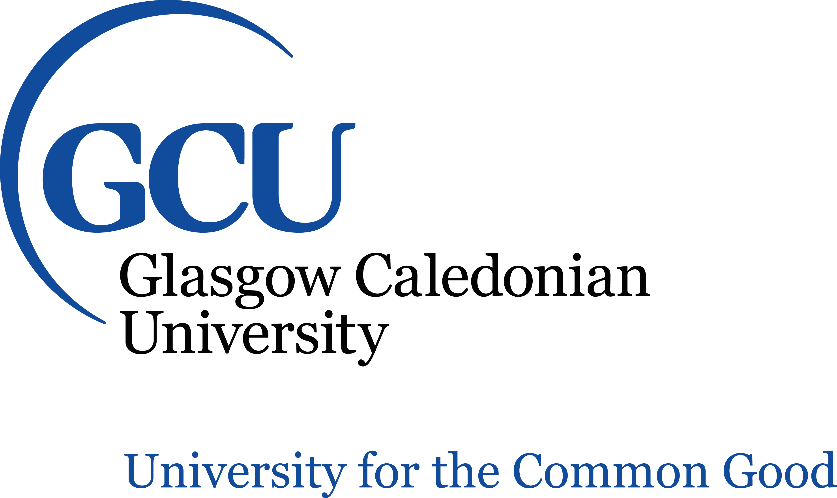 GCU
Glasgow Caledonian
University
University for the Common Good